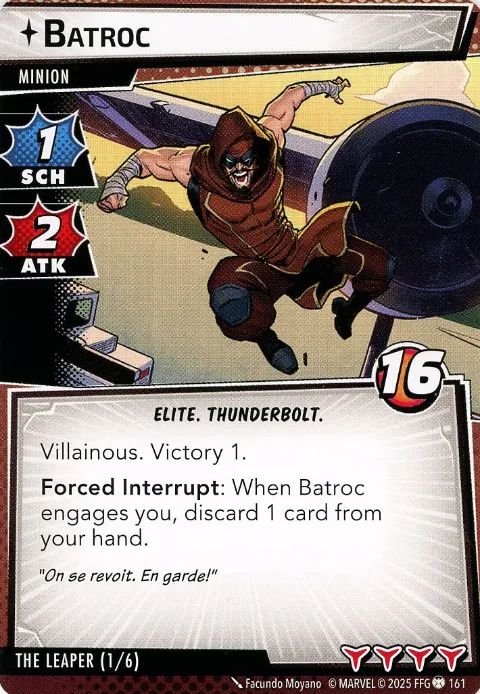 BATROC
MINION
1
SCH
2
ATK
16
ELITE. THUNDERBOLT.
Villainous. Victory 1.
Forced Interrupt: When Batroc
engages you, discard 1 card from
your hand.
"On se revoit. En garde!"
THE LEAPER (1/6)
Facundo Moyano © MARVEL © 2025 FFG 161